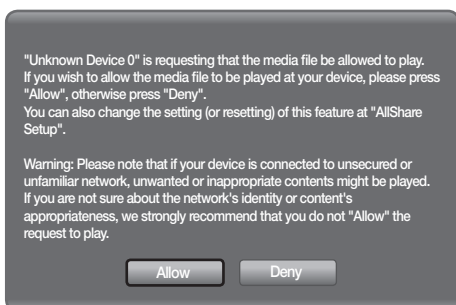 "Unknown Device 0" is requesting that the media file be allowed to play.
If you wish to allow the media file to be played at your device, please press
"Allow", otherwise press "Deny".
You can also change the setting (or resetting) of this feature at "AllShare
Setup".
Warning: Please note that if your device is connected to unsecured or
unfamiliar network, unwanted or inappropriate contents might be played.
If you are not sure about the network's identity or content's
appropriateness, we strongly recommend that you do not "Allow" the
request to play.
Allow
Deny